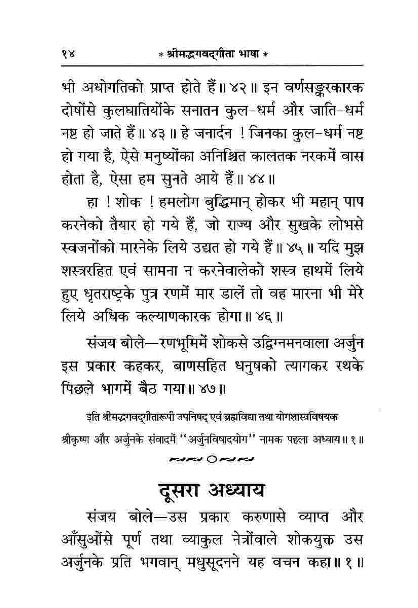 १४ * श्रीमद्भगवद्‌गीता भाषा *
भी अधोगतिको प्राप्त होते हैं॥ ४२॥ इन वर्णसङ्करकारक
दोषोंसे कुलघातियोंके सनातन कुल-धर्म और जाति-धर्म
नष्ट हो जाते हैं॥ ४३॥ हे जनार्दन ! जिनका कुल-धर्म नष्ट
हो गया है, ऐसे मनुष्योंका अनिश्चित कालतक नरकमें वास
होता है, ऐसा हम सुनते आये हैं॥ ४४॥
हा ! शोक ! हमलोग बुद्धिमान् होकर भी महान् पाप
करनेको तैयार हो गये हैं, जो राज्य और सुखके लोभसे
स्वजनोंको मारनेके लिये उद्यत हो गये हैं॥ ४५॥ यदि मुझ
शस्त्ररहित एवं सामना न करनेवालेको शस्त्र हाथमें लिये
हुए धृतराष्ट्रके पुत्र रणमें मार डालें तो वह मारना भी मेरे
लिये अधिक कल्याणकारक होगा॥ ४६॥
संजय बोले—रणभूमिमें शोकसे उद्विग्नमनवाला अर्जुन
इस प्रकार कहकर, बाणसहित धनुषको त्यागकर रथके
पिछले भागमें बैठ गया॥ ४७॥
इति श्रीमद्भगवद्‌गीतारूपी उपनिषद् एवं ब्रह्मविद्या तथा योगशास्त्रविषयक
श्रीकृष्ण और अर्जुनके संवादमें "अर्जुनविषादयोग" नामक पहला अध्याय॥ १॥
दूसरा अध्याय
संजय बोले—उस प्रकार करुणासे व्याप्त और
आँसुओंसे पूर्ण तथा व्याकुल नेत्रोंवाले शोकयुक्त उस
अर्जुनके प्रति भगवान् मधुसूदनने यह वचन कहा॥ १॥